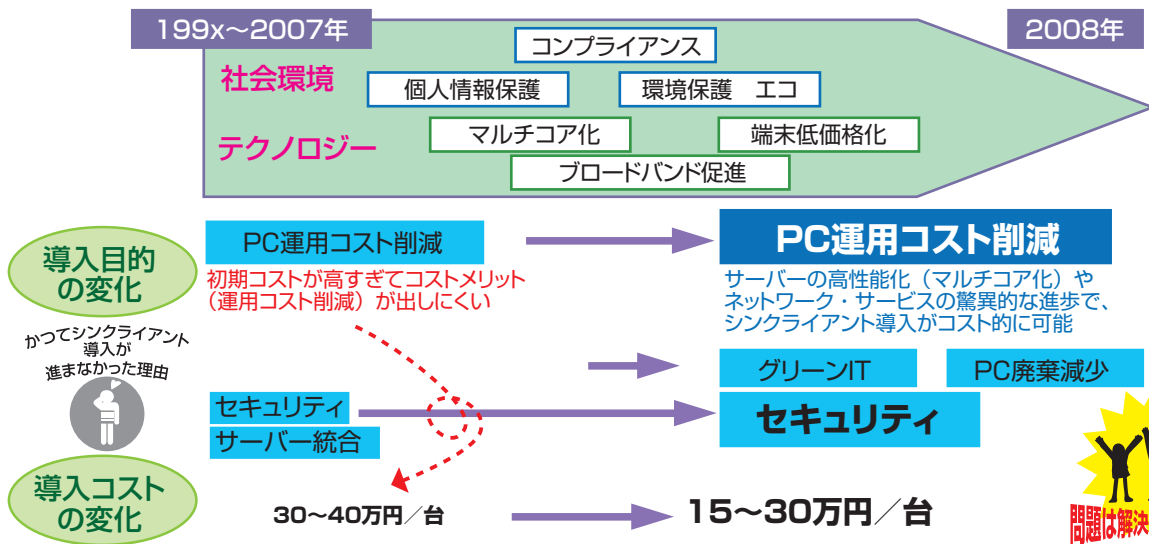 199x～2007年
2008年
社会環境
コンプライアンス
個人情報保護
環境保護　エコ
テクノロジー
マルチコア化
端末低価格化
ブロードバンド促進
導入目的
の変化
PC運用コスト削減
初期コストが高すぎてコストメリット
（運用コスト削減）が出しにくい
PC運用コスト削減
サーバーの高性能化（マルチコア化）や
ネットワーク・サービスの驚異的な進歩で、
シンクライアント導入がコスト的に可能
かつてシンクライアント
導入が
進まなかった理由
グリーンIT
PC廃棄減少
セキュリティ
サーバー統合
セキュリティ
導入コスト
の変化
30～40万円／台
15～30万円／台
問題は解決